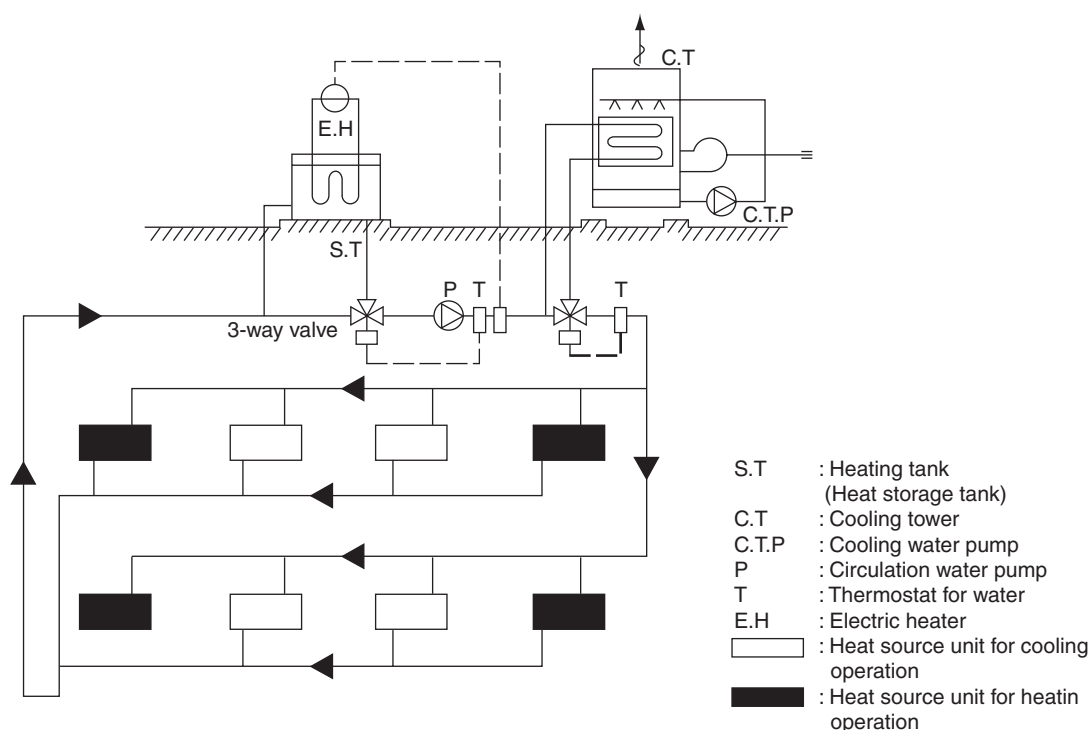 C.T
E.H
C.T.P
S.T
P
T
T
3-way valve
S.T : Heating tank
(Heat storage tank)
C.T : Cooling tower
C.T.P : Cooling water pump
P : Circulation water pump
T : Thermostat for water
E.H : Electric heater
: Heat source unit for cooling
operation
: Heat source unit for heatin
operation